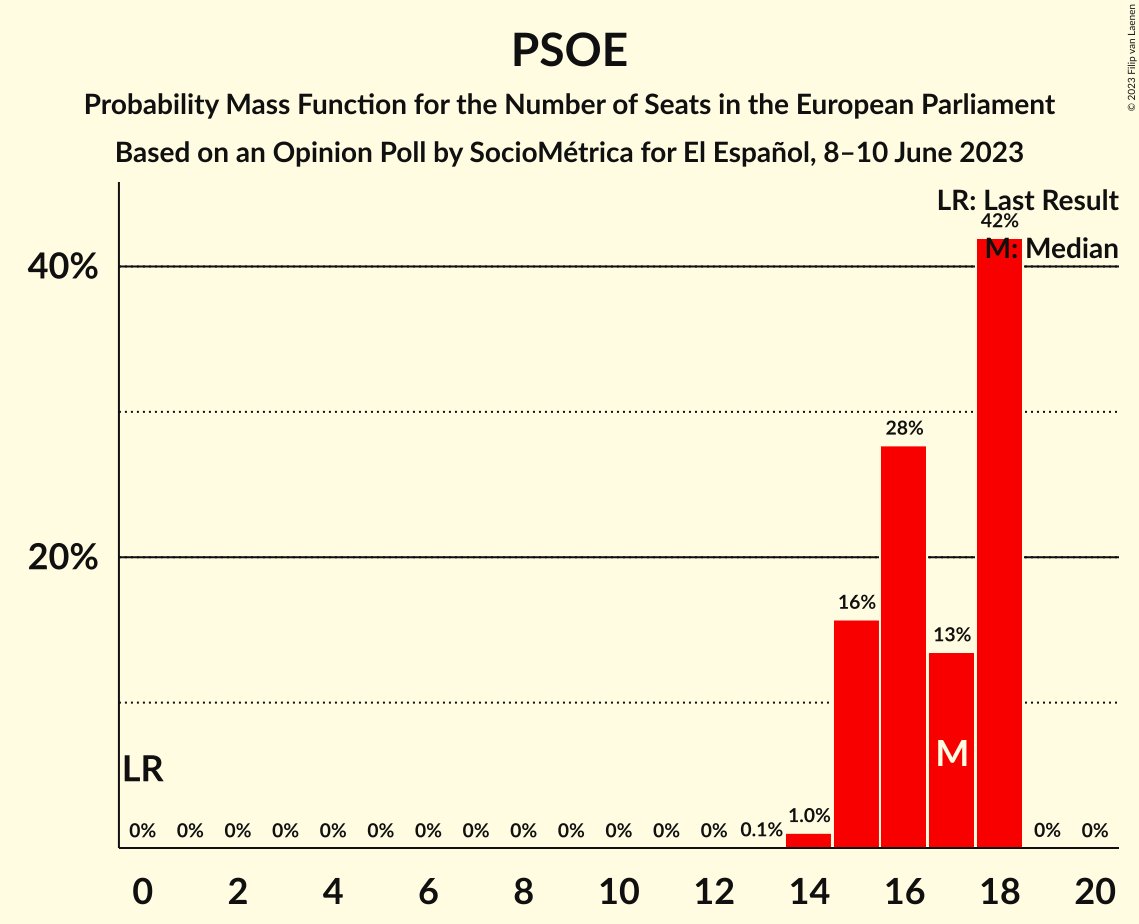 PSOE
Probability Mass Function for the Number of Seats in the European Parliament
Based on an Opinion Poll by SocioMétrica for El Español, 8–10 June 2023
© 2023 Filip van Laenen
LR: Last Result
M: Median
42%
40%
28%
20%
16%
13%
M
LR
0% 0% 0% 0% 0% 0% 0% 0% 0% 0% 0% 0% 0% 0.1% 1.0% 0% 0%
0 2 4 6 8 10 12 14 16 18 20